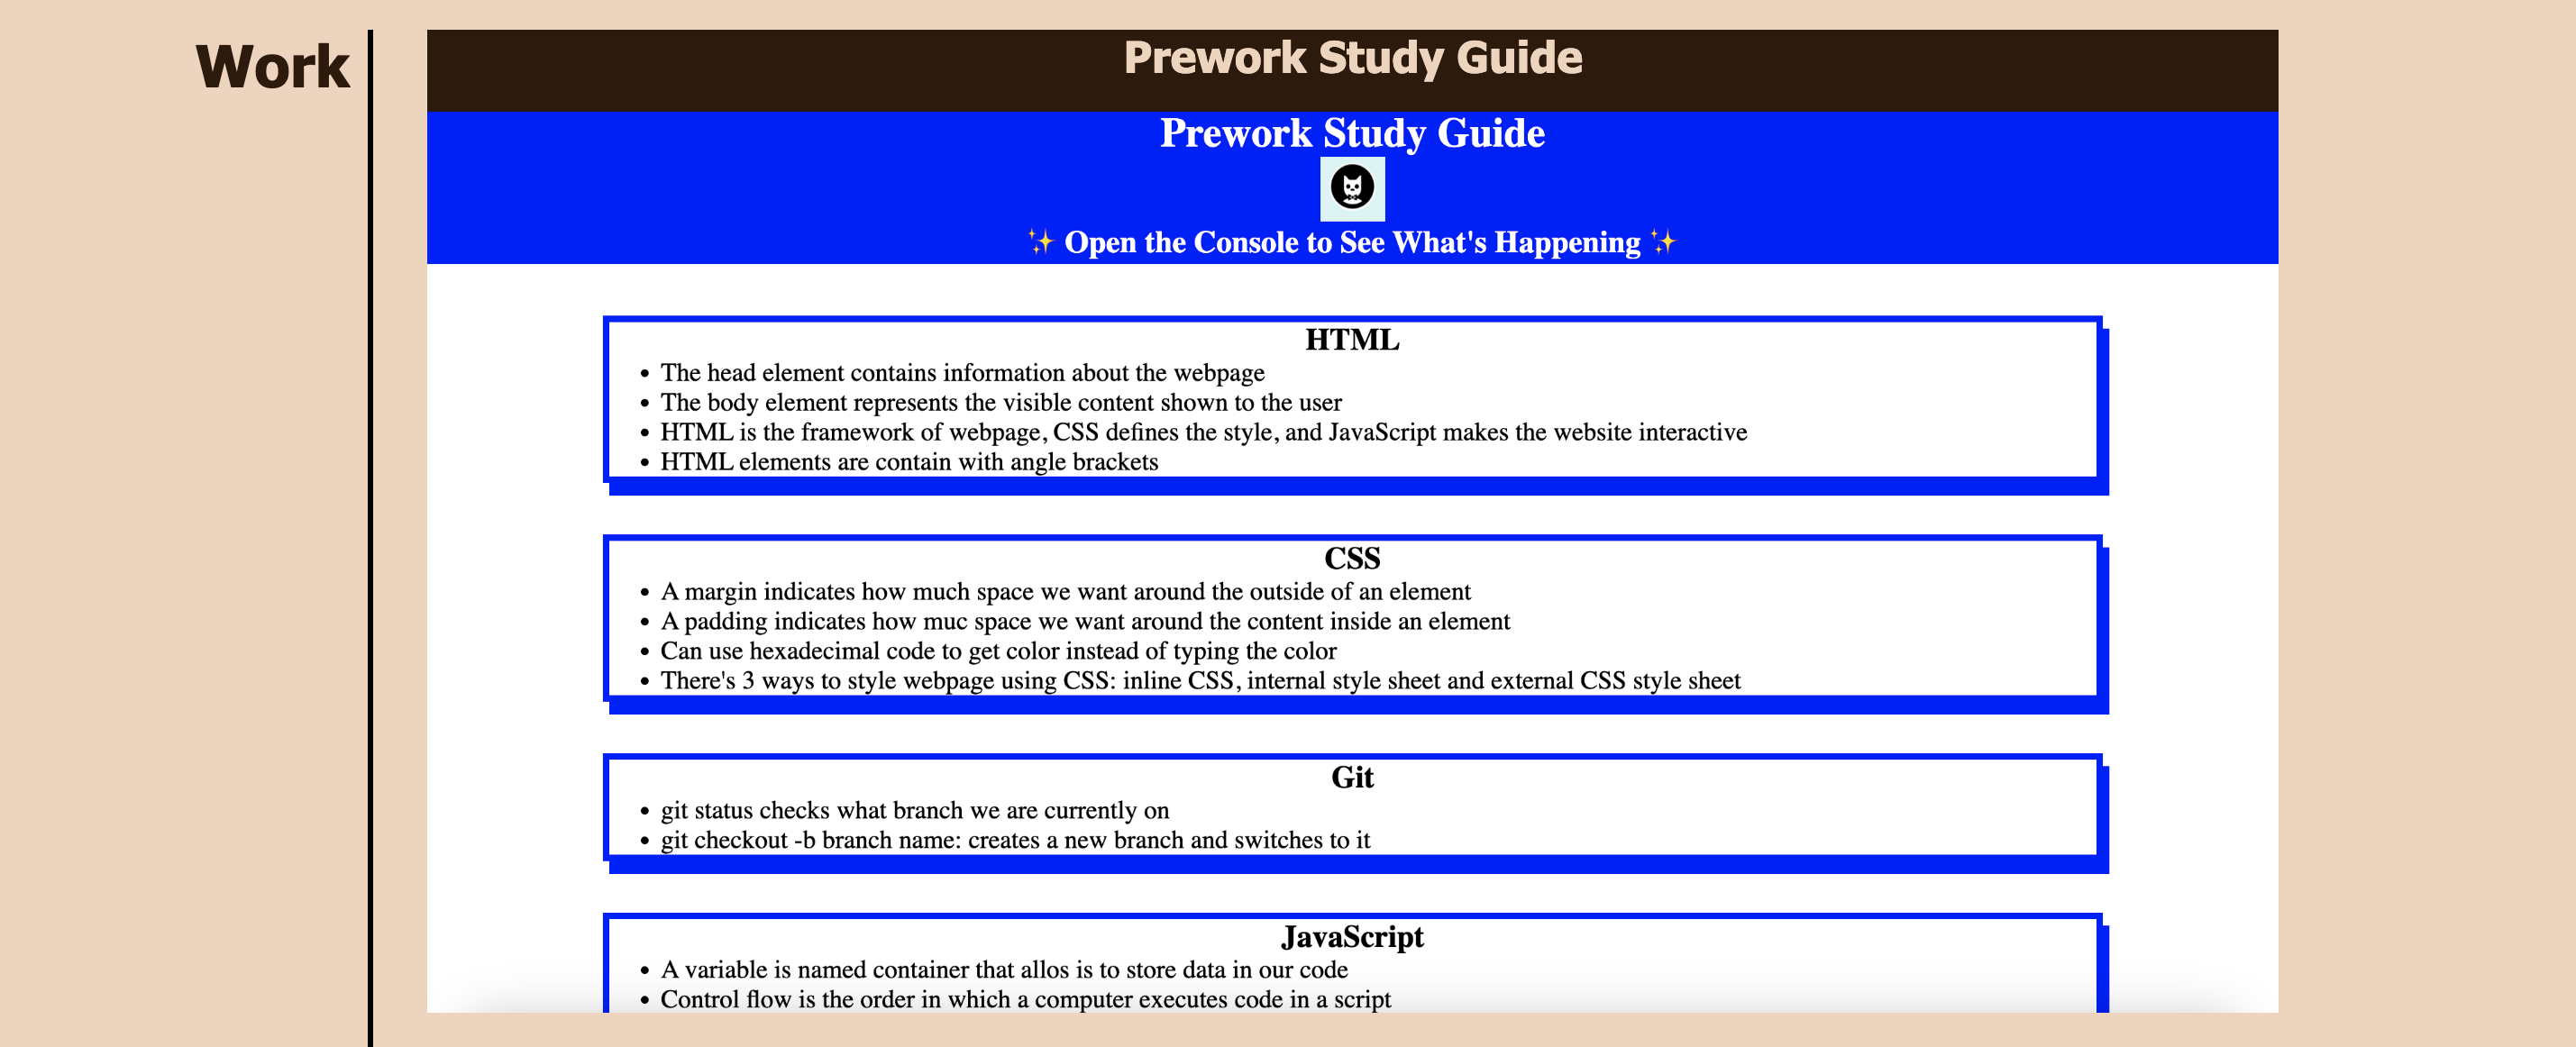 Work
Prework Study Guide
Prework Study Guide
✨ Open the Console to See What's Happening ✨
HTML
• The head element contains information about the webpage
• The body element represents the visible content shown to the user
• HTML is the framework of webpage, CSS defines the style, and JavaScript makes the website interactive
• HTML elements are contain with angle brackets
CSS
• A margin indicates how much space we want around the outside of an element
• A padding indicates how muc space we want around the content inside an element
• Can use hexadecimal code to get color instead of typing the color
• There's 3 ways to style webpage using CSS: inline CSS, internal style sheet and external CSS style sheet
Git
• git status checks what branch we are currently on
• git checkout -b branch name: creates a new branch and switches to it
JavaScript
• A variable is named container that allos is to store data in our code
• Control flow is the order in which a computer executes code in a script